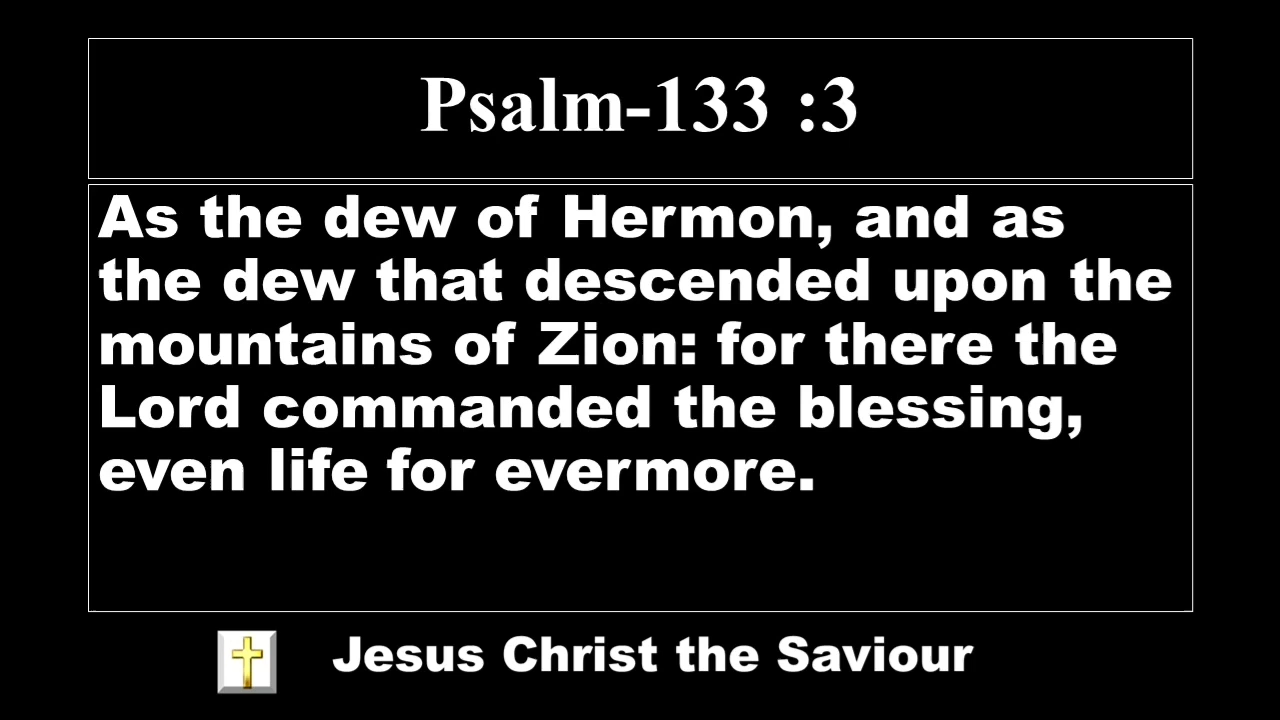 Psalm-133 :3
As the dew of Hermon, and as
the dew that descended upon the
mountains of Zion: for there the
Lord commanded the blessing,
even life for evermore.
Jesus Christ the Saviour